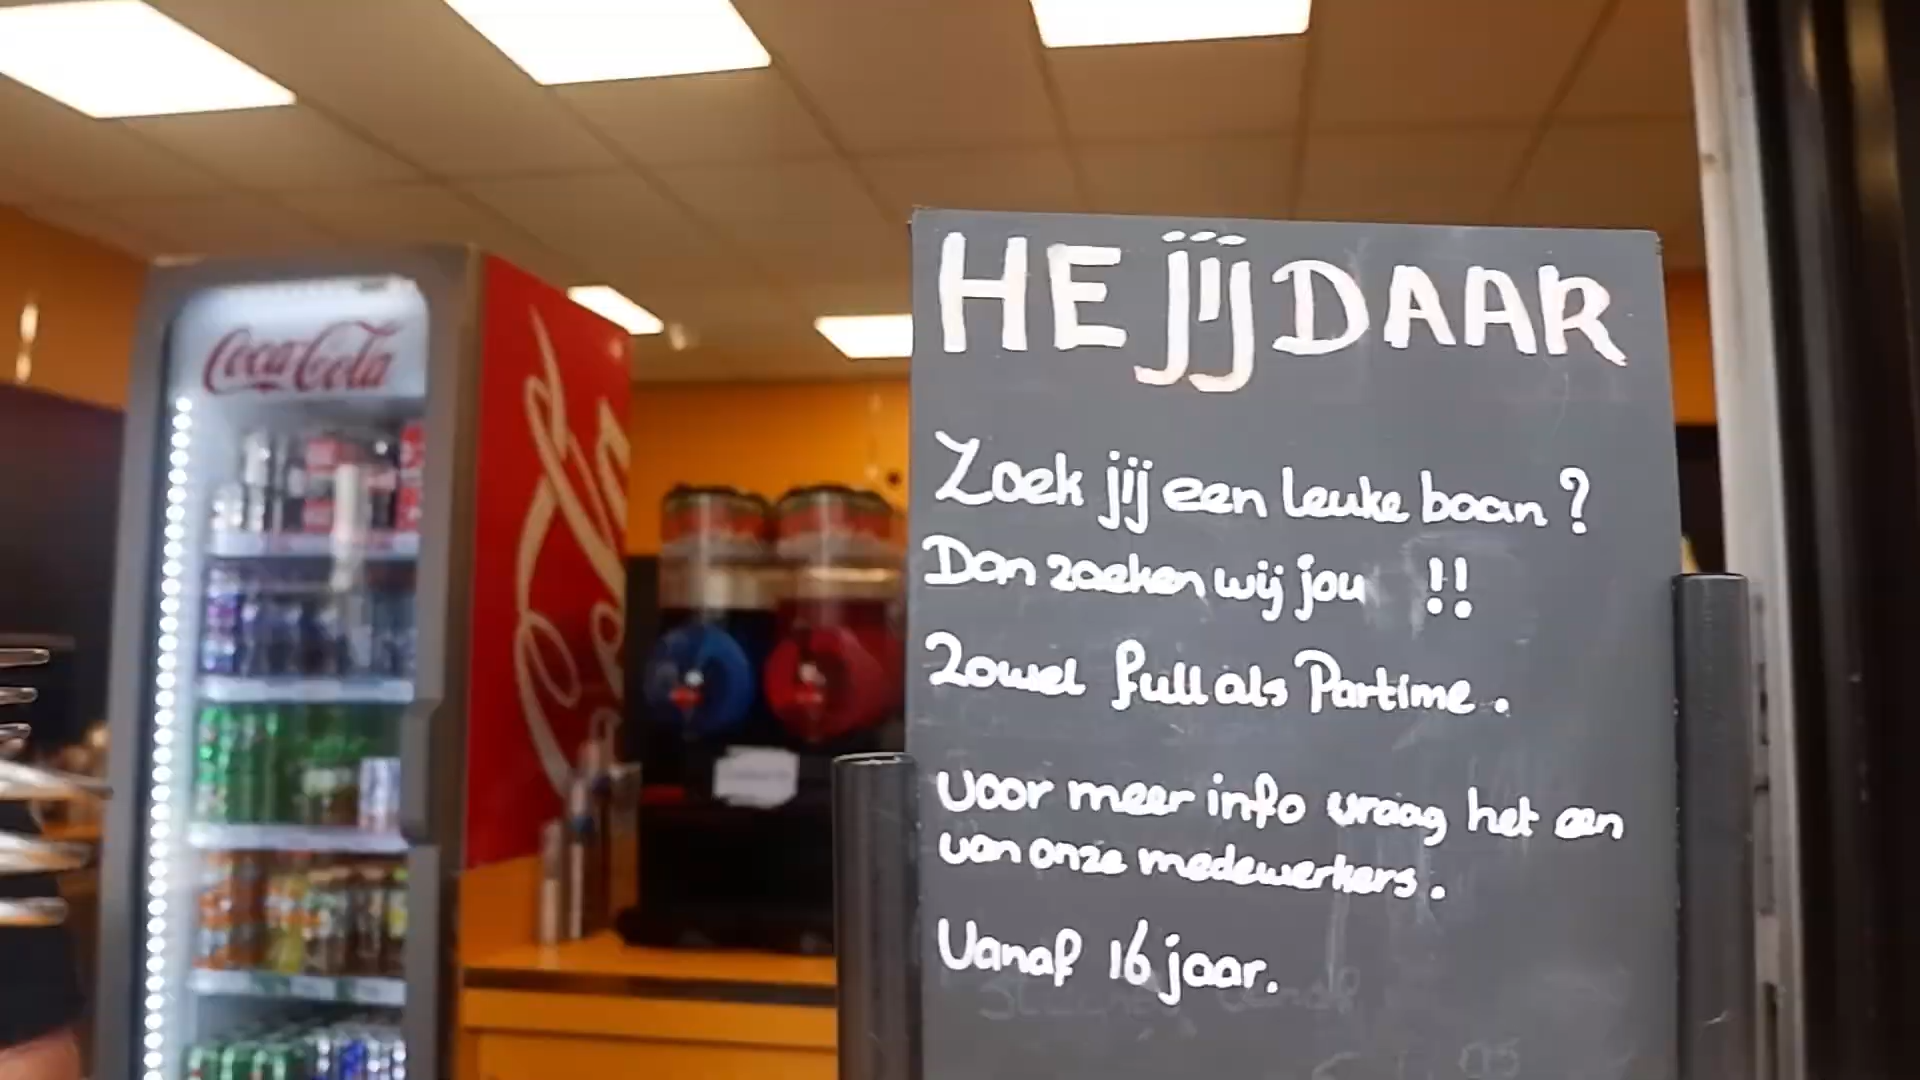 Coca-Cola
HE jij DAAR
Zoek jij een leuke baan ?
Dan zoeken wij jou !!
Zowel full als Partime .
Voor meer info vraag het een
van onze medewerkers .
Vanaf 16 jaar.